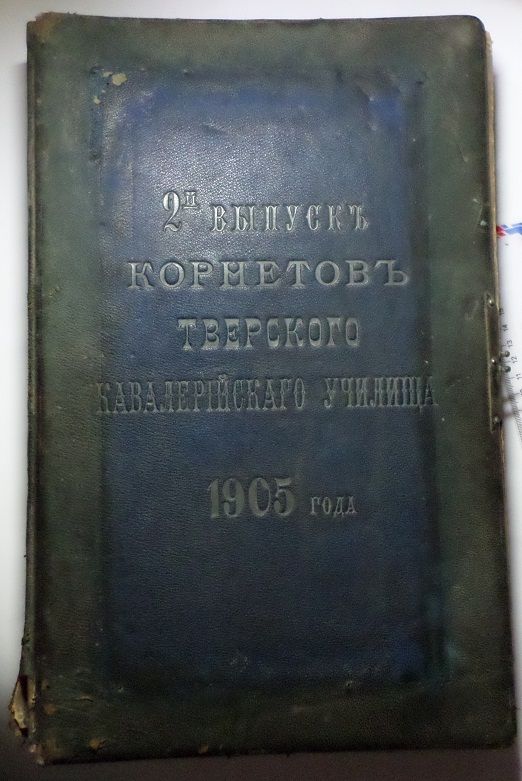 2й ВЫПУСКЪ
КОРНЕТОВЪ
ТВЕРСКОГО
КАВАЛЕРІЙСКАГО УЧИЛИЩА
1905 ГОДА